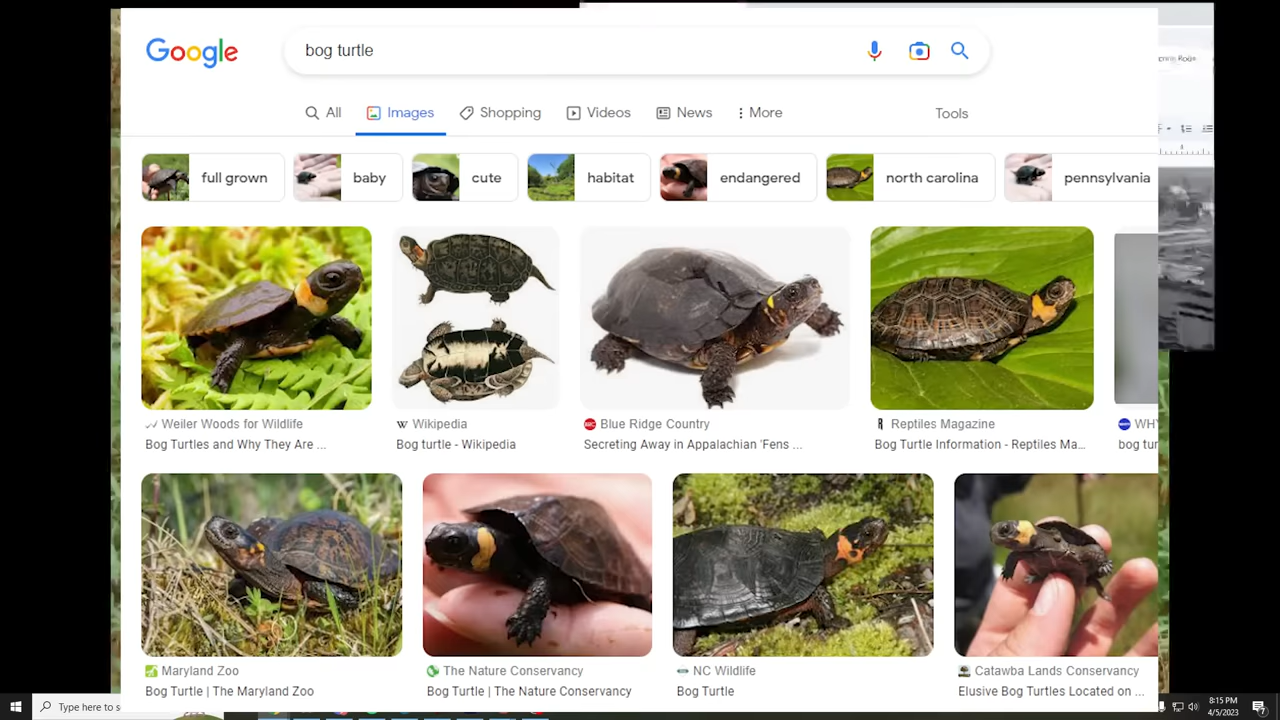 Google
bog turtle
All
Images
Shopping
Videos
News
More
Tools
full grown
baby
cute
habitat
endangered
north carolina
pennsylvania
Weiler Woods for Wildlife
Bog Turtles and Why They Are ...
W Wikipedia
Bog turtle - Wikipedia
Blue Ridge Country
Secreting Away in Appalachian 'Fens ...
Reptiles Magazine
Bog Turtle Information - Reptiles Ma...
bog tur
Maryland Zoo
Bog Turtle | The Maryland Zoo
The Nature Conservancy
Bog Turtle | The Nature Conservancy
NC Wildlife
Bog Turtle
Catawba Lands Conservancy
Elusive Bog Turtles Located on ...
Type here to s
8:15 PM
4/5/2023